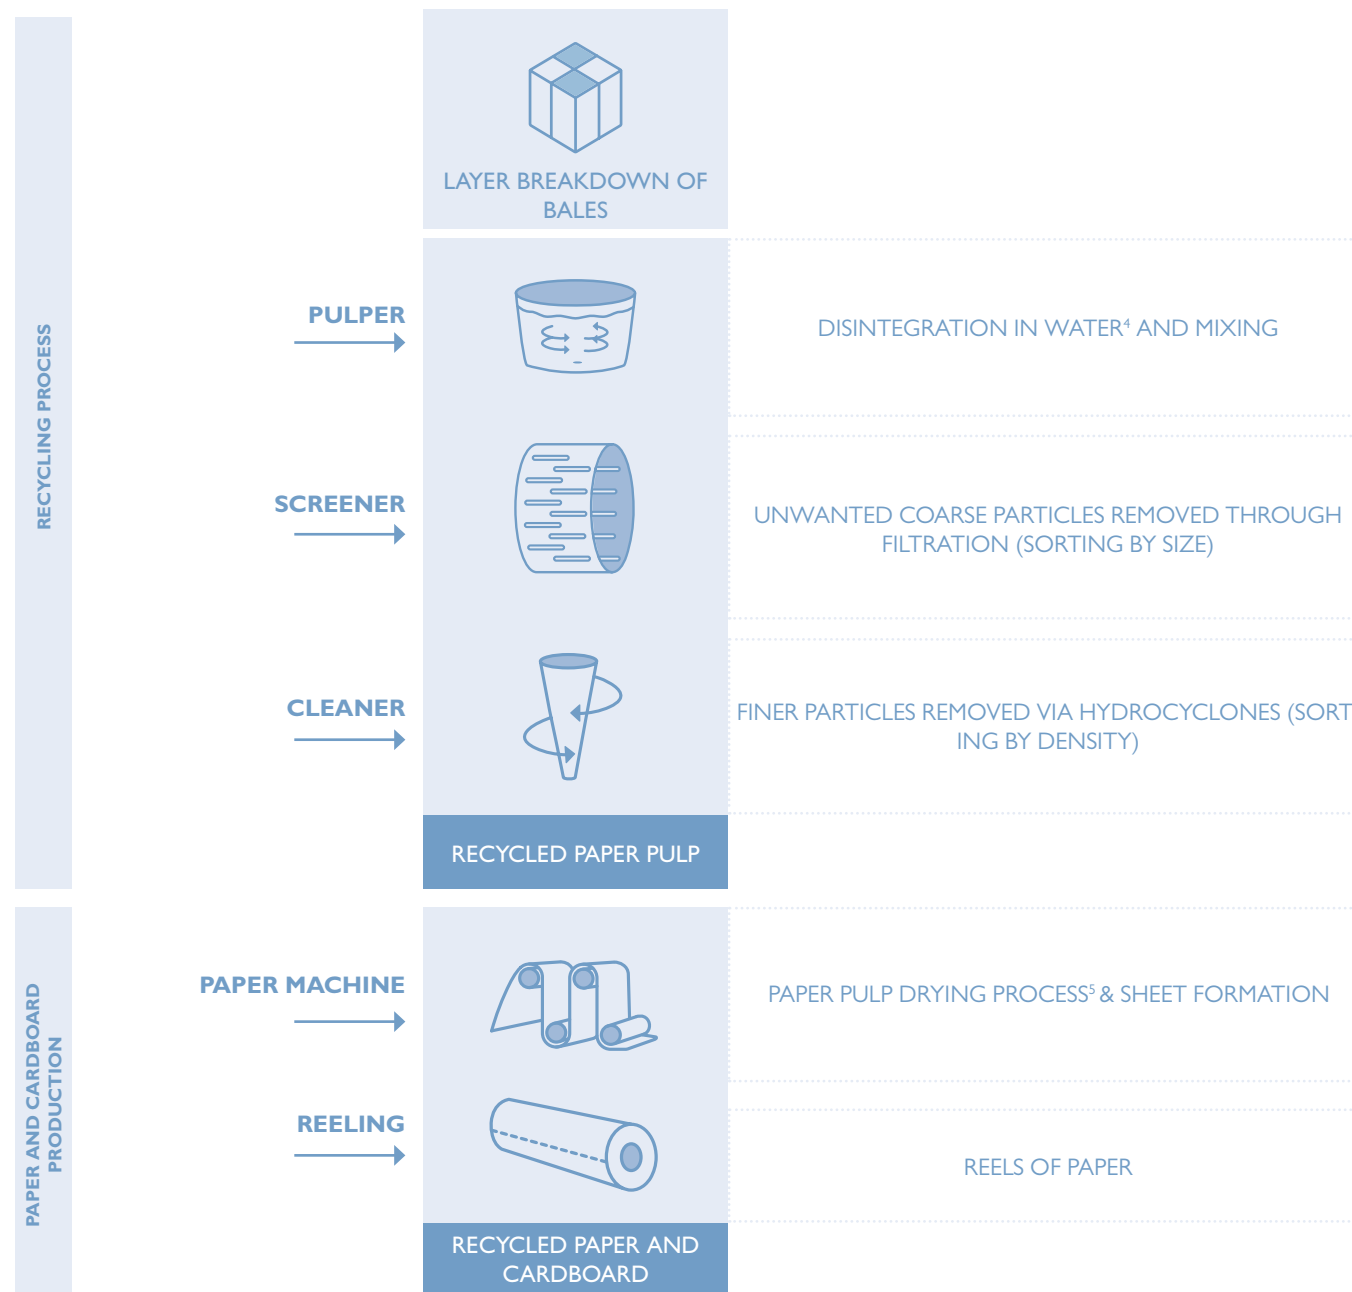 RECYCLING PROCESS
LAYER BREAKDOWN OF
BALES
PULPER
DISINTEGRATION IN WATER⁴ AND MIXING
SCREENER
UNWANTED COARSE PARTICLES REMOVED THROUGH
FILTRATION (SORTING BY SIZE)
CLEANER
FINER PARTICLES REMOVED VIA HYDROCYCLONES (SORT
ING BY DENSITY)
RECYCLED PAPER PULP
PAPER AND CARDBOARD
PRODUCTION
PAPER MACHINE
PAPER PULP DRYING PROCESS⁵ & SHEET FORMATION
REELING
REELS OF PAPER
RECYCLED PAPER AND
CARDBOARD